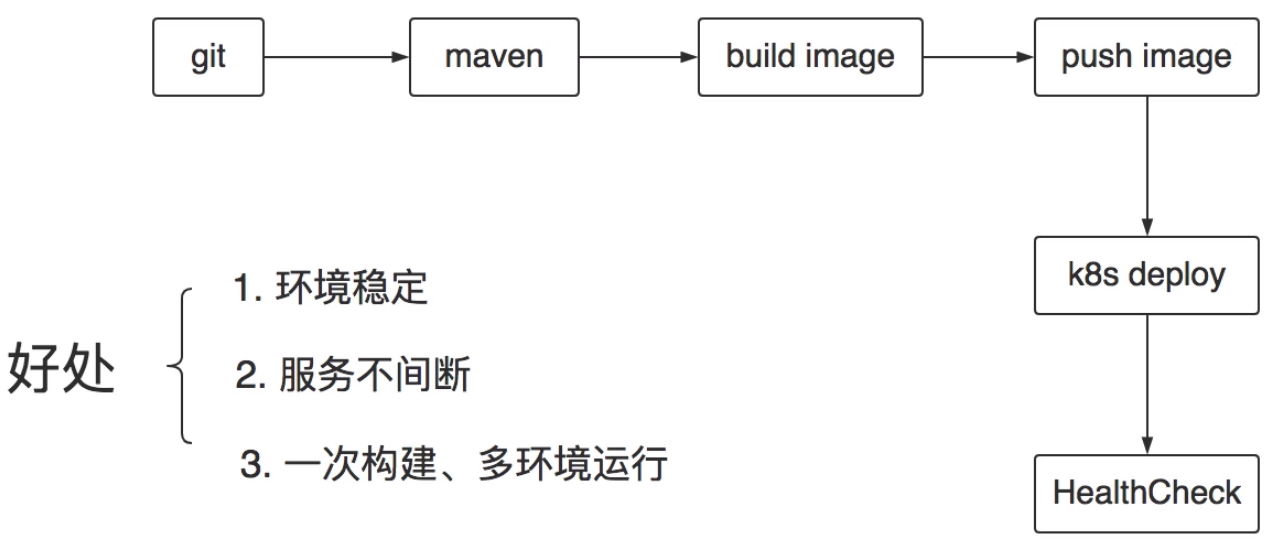 git
maven
build image
push image
k8s deploy
HealthCheck
好处
1. 环境稳定
2. 服务不间断
3. 一次构建、多环境运行